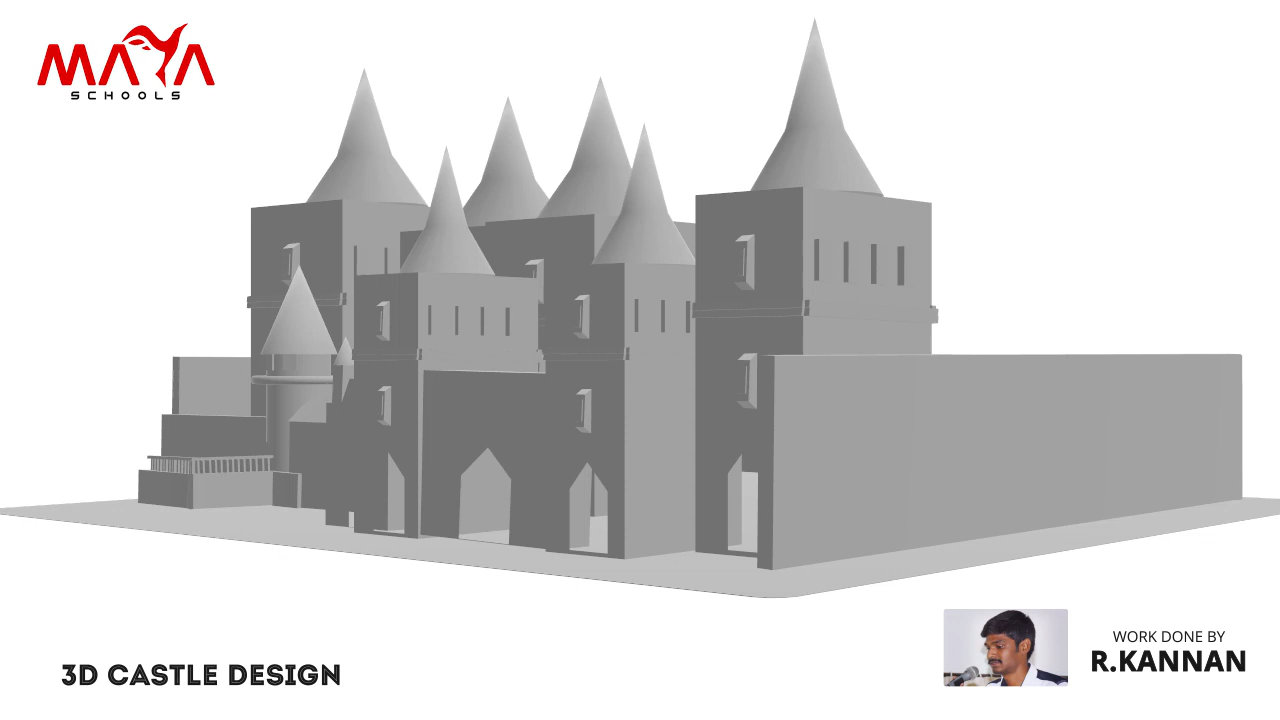 MAYA
SCHOOLS
3D CASTLE DESIGN
WORK DONE BY
R.KANNAN